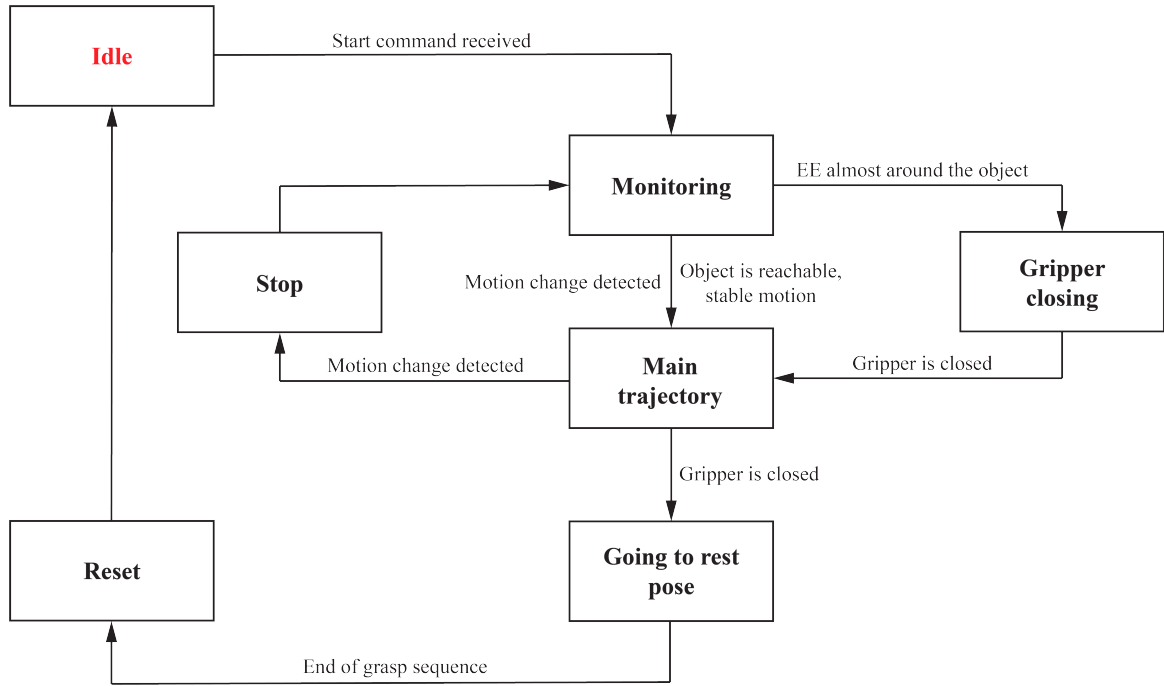 Start command received
Idle
Monitoring
EE almost around the object
Stop
Motion change detected
Object is reachable,
stable motion
Gripper
closing
Motion change detected
Main
trajectory
Gripper is closed
Gripper is closed
Going to rest
pose
Reset
End of grasp sequence